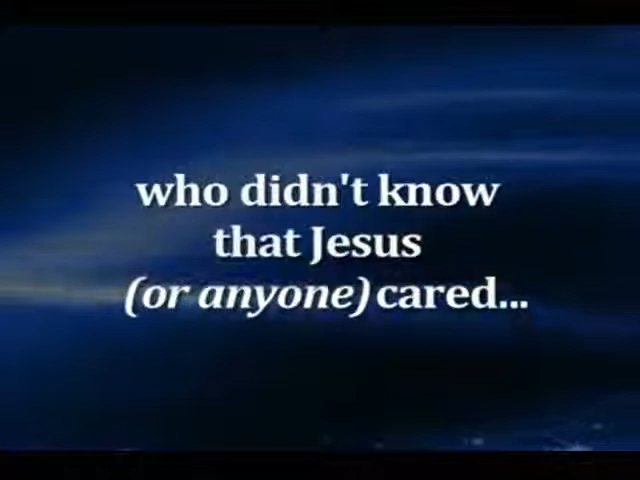 who didn't know
that Jesus
(or anyone) cared...